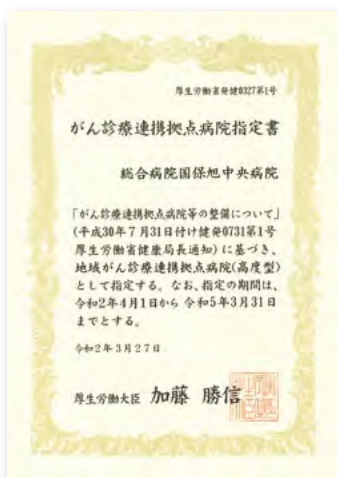 厚生労働省発健0327第1号
がん診療連携拠点病院指定書
総合病院国保旭中央病院
「がん診療連携拠点病院等の整備について」
(平成30年7月31日付け健発0731第1号
厚生労働省健康局長通知)に基づき、
地域がん診療連携拠点病院(高度型)
として指定する。なお、指定の期間は、
令和2年4月1日から 令和5年3月31日
までとする。
令和2年3月27日
厚生労働大臣 加藤 勝信